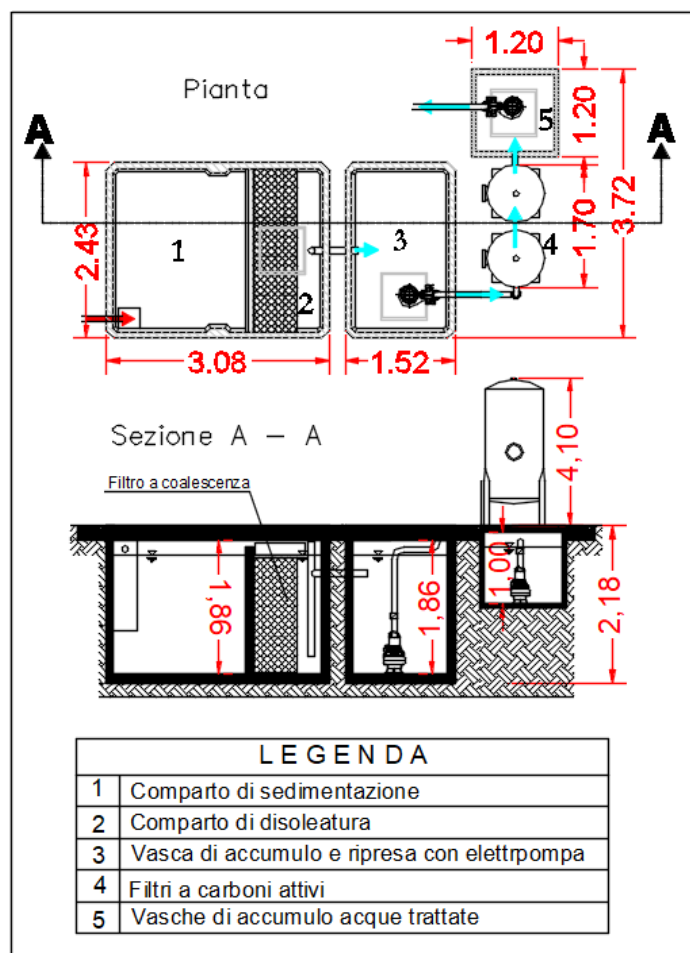 1.20
Pianta
5
1.20
A
A
1
3
2.43
1.70
3.72
4
2
3.08
1.52
Sezione A – A
Filtro a coalescenza
4,10
1,86
1,86
1,00
2,18
LEGENDA
1 Comparto di sedimentazione
2 Comparto di disoleatura
3 Vasca di accumulo e ripresa con elettrpompa
4 Filtri a carboni attivi
5 Vasche di accumulo acque trattate